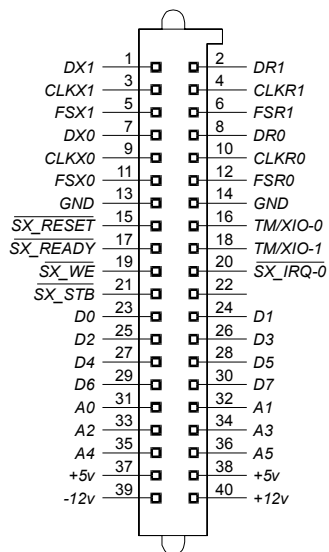 DX1 1 2 DR1
CLKX1 3 4 CLKR1
FSX1 5 6 FSR1
DX0 7 8 DR0
CLKX0 9 10 CLKR0
FSX0 11 12 FSR0
GND 13 14 GND
SX_RESET 15 16 TM/XIO-0
SX_READY 17 18 TM/XIO-1
SX_WE 19 20 SX_IRQ-0
SX_STB 21 22
D0 23 24 D1
D2 25 26 D3
D4 27 28 D5
D6 29 30 D7
A0 31 32 A1
A2 33 34 A3
A4 35 36 A5
+5v 37 38 +5v
-12v 39 40 +12v